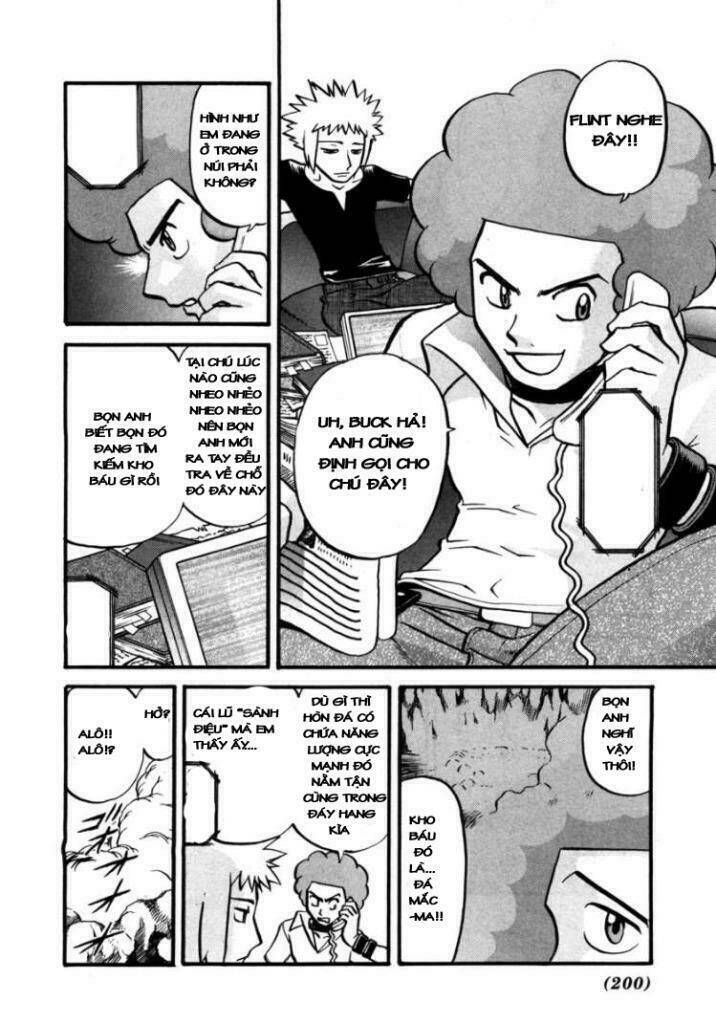 FLINT NGHE
ĐÂY!!
UH, BUCK HẢ!
ANH CŨNG
ĐỊNH GỌI CHO
CHÚ ĐÂY!
HÌNH NHƯ
EM ĐANG
Ở TRONG
NÚI PHẢI
KHÔNG?
TẠI CHÚ LÚC
NÀO CŨNG
NHEO NHẺO
NHEO NHẺO
NÊN BỌN
ANH MỚI
RA TAY ĐỀU
TRA VỀ CHỖ
ĐÓ ĐÂY NÀY
BỌN ANH
BIẾT BỌN ĐÓ
ĐANG TÌM
KIẾM KHO
BÁU GÌ RỒI
BỌN
ANH
NGHĨ
VẬY
THÔI!
KHO
BÁU
ĐÓ
LÀ...
ĐÁ
MẮC
-MA!!
DÙ GÌ THÌ
HÒN ĐÁ CÓ
CHỨA NĂNG
LƯỢNG CỰC
MẠNH ĐÓ
NẰM TẬN
CÙNG TRONG
ĐÁY HANG
KÌA
CÁI LŨ "SÀNH
ĐIỆU" MÀ EM
THẤY ẤY...
HỞ?
ALÔ!!
ALÔ!?
(200)